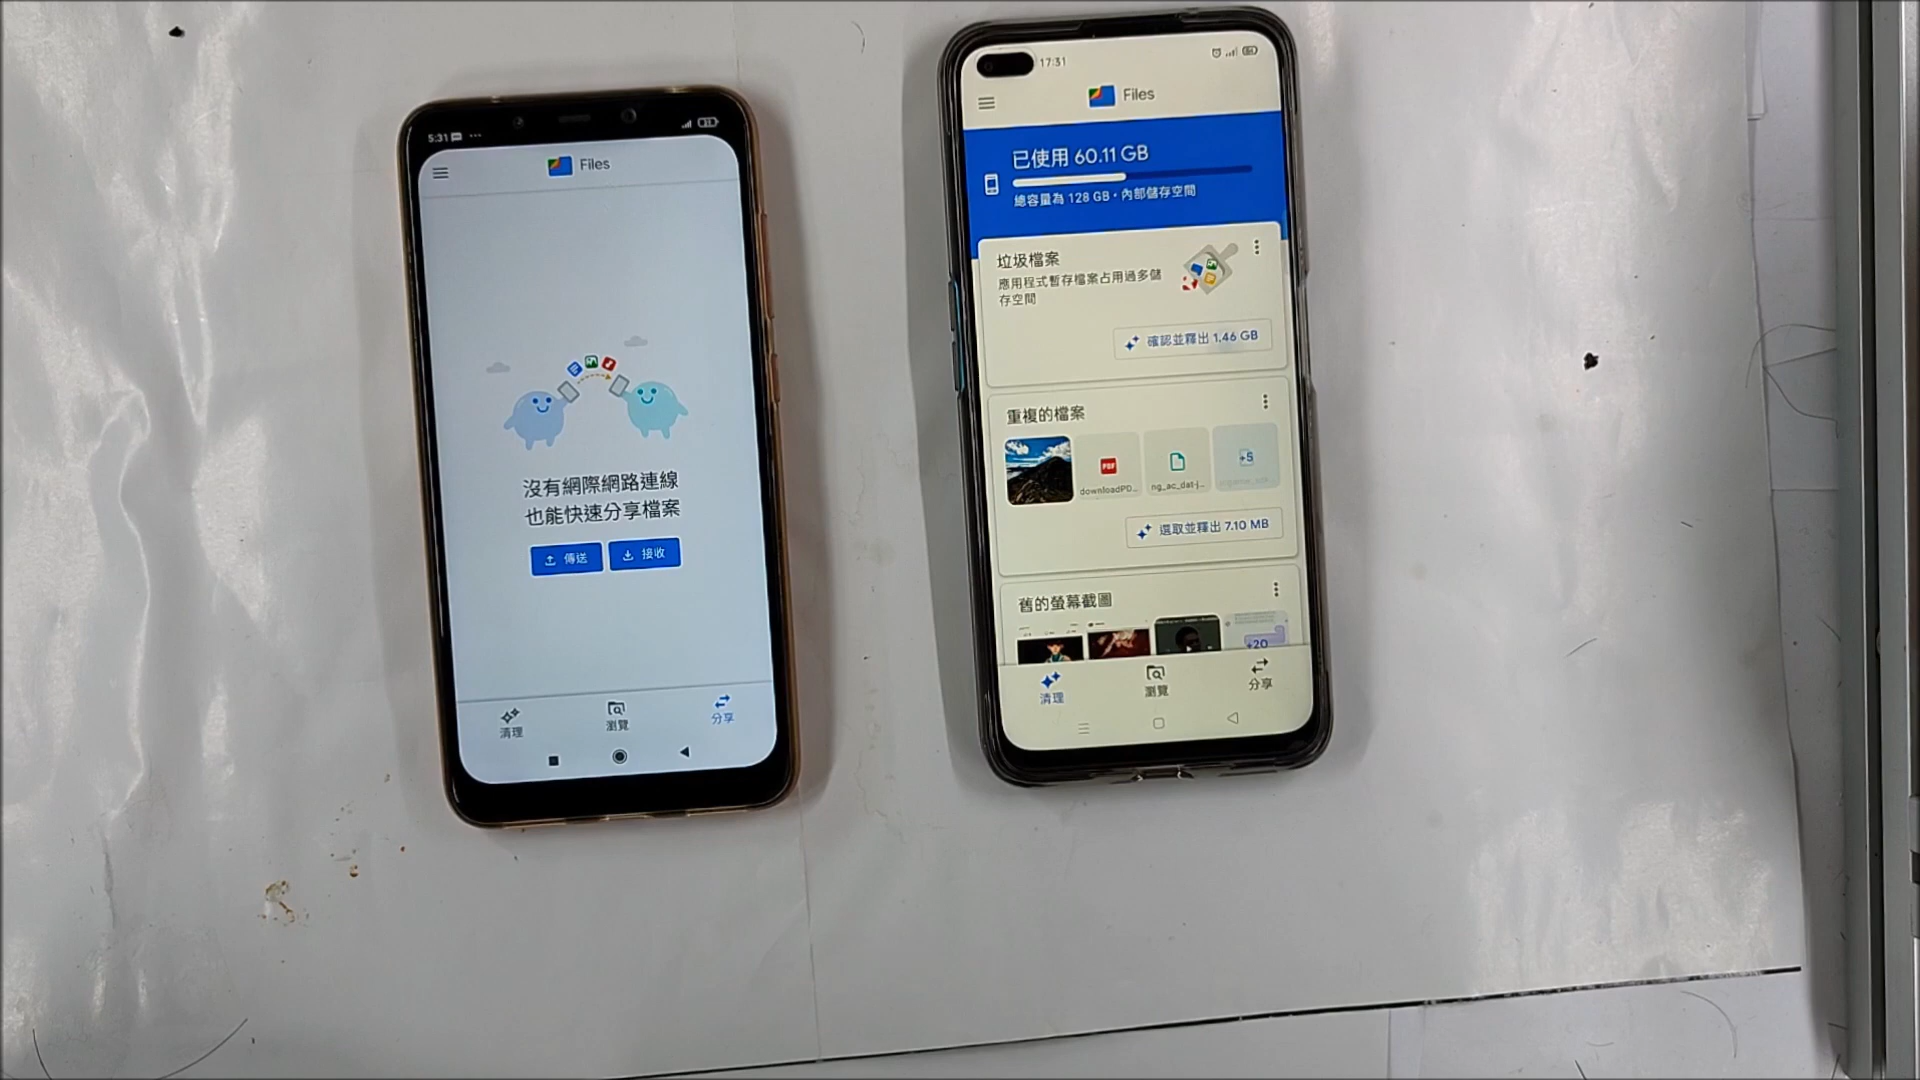 5:31
Files
沒有網際網路連線
也能快速分享檔案
傳送
接收
清理
瀏覽
分享
17:31
Files
已使用 60.11 GB
總容量為 128 GB・內部儲存空間
垃圾檔案
應用程式暫存檔案占用過多儲
存空間
確認並釋出 1.46 GB
重複的檔案
PDF
downloadPD...
ng_ac_dat-j...
+5
選取並釋出 7.10 MB
舊的螢幕截圖
+20
清理
瀏覽
分享